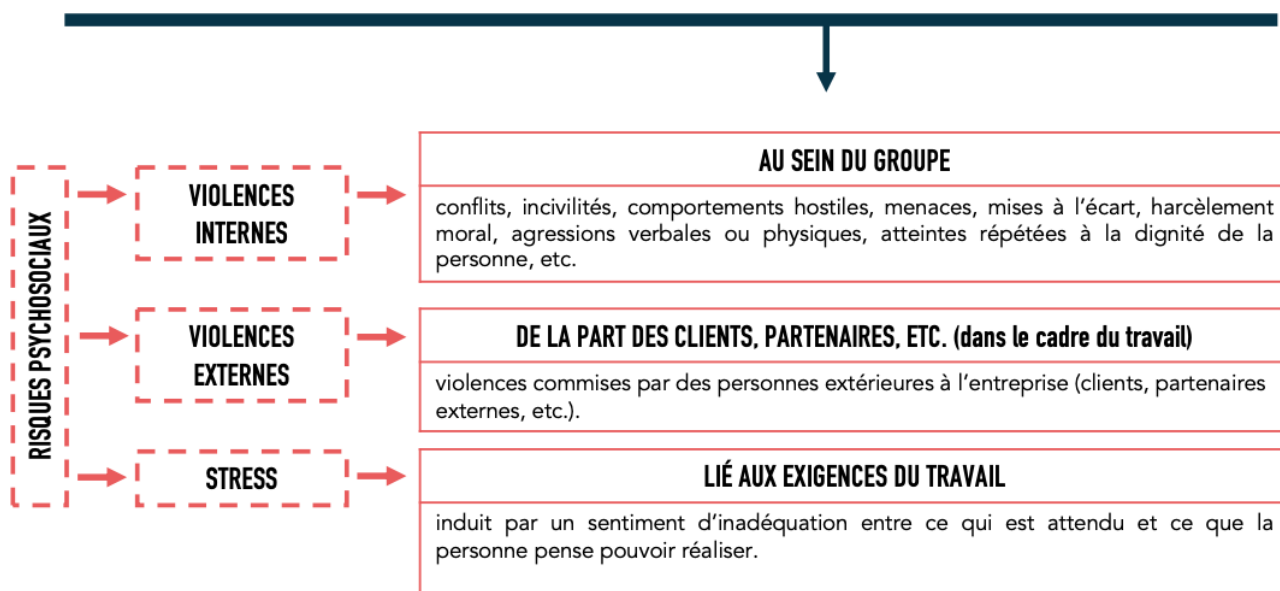 RISQUES PSYCHOSOCIAUX
VIOLENCES
INTERNES
AU SEIN DU GROUPE
conflits, incivilités, comportements hostiles, menaces, mises à l’écart, harcèlement
moral, agressions verbales ou physiques, atteintes répétées à la dignité de la
personne, etc.
VIOLENCES
EXTERNES
DE LA PART DES CLIENTS, PARTENAIRES, ETC. (dans le cadre du travail)
violences commises par des personnes extérieures à l’entreprise (clients, partenaires
externes, etc.).
STRESS
LIÉ AUX EXIGENCES DU TRAVAIL
induit par un sentiment d’inadéquation entre ce qui est attendu et ce que la
personne pense pouvoir réaliser.